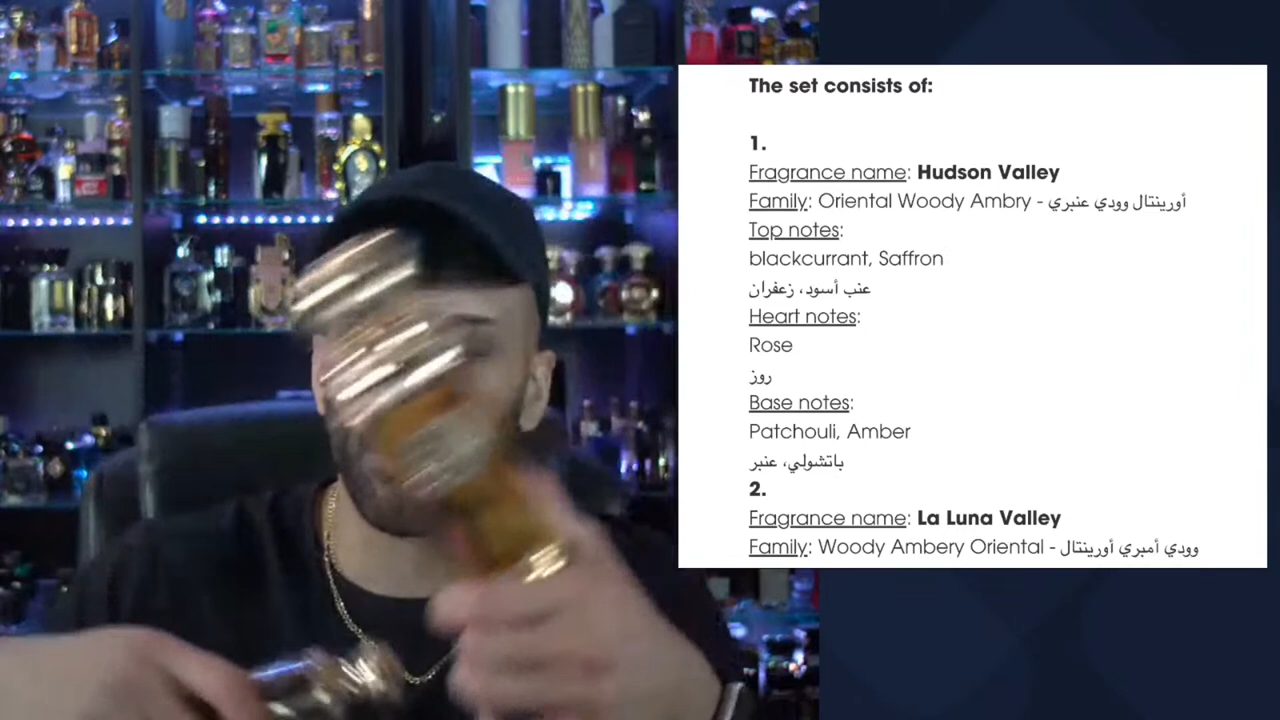 The set consists of:
1.
Fragrance name: Hudson Valley
Family: Oriental Woody Ambry - أورينتال وودي عنبري
Top notes:
blackcurrant, Saffron
عنب أسود، زعفران
Heart notes:
Rose
روز
Base notes:
Patchouli, Amber
باتشولي، عنبر
2.
Fragrance name: La Luna Valley
Family: Woody Ambery Oriental - وودي أمبري أورينتال